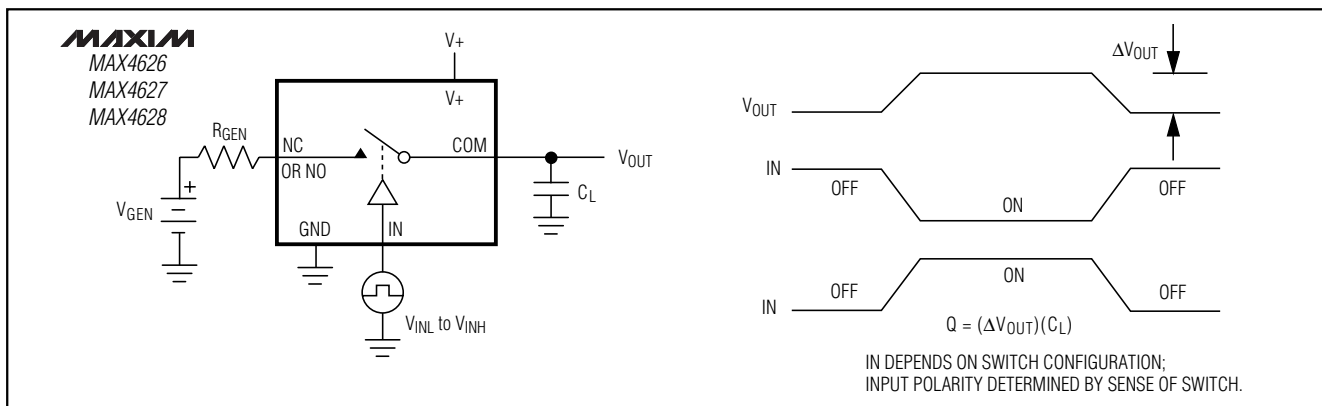 MAXIM
MAX4626
MAX4627
MAX4628
V+
V+
RGEN
NC
OR NO
COM
VOUT
CL
+
VGEN
GND
IN
VINL to VINH
ΔVOUT
VOUT
IN
OFF
ON
OFF
IN
OFF
ON
OFF
Q = (ΔVOUT)(CL)
IN DEPENDS ON SWITCH CONFIGURATION;
INPUT POLARITY DETERMINED BY SENSE OF SWITCH.